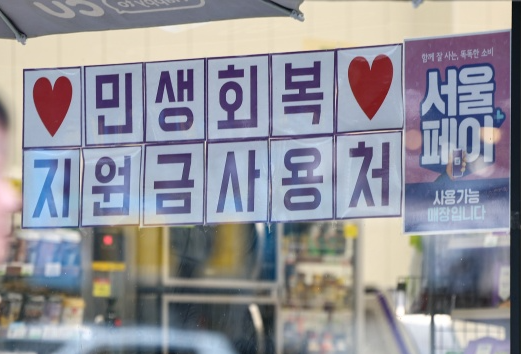 ♥민생회복♥
지원금사용처
함께 잘 사는, 똑똑한 소비
서울
페이
사용가능
매장입니다